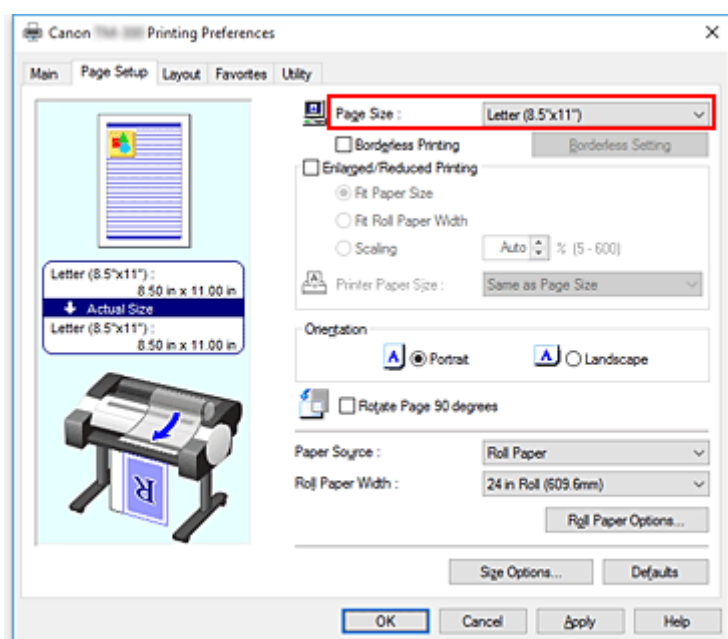 Canon Printing Preferences
Main Page Setup Layout Favorites Utility
Page Size : Letter (8.5"x11")
Borderless Printing Borderless Setting
Enlarged/Reduced Printing
Fit Paper Size
Fit Roll Paper Width
Scaling Auto % (5 - 600)
Printer Paper Size : Same as Page Size
Letter (8.5"x11") :
8.50 in x 11.00 in
Actual Size
Letter (8.5"x11") :
8.50 in x 11.00 in
Orientation
A Portrait A Landscape
Rotate Page 90 degrees
R
Paper Source : Roll Paper
Roll Paper Width : 24 in Roll (609.6mm)
Roll Paper Options...
Size Options... Defaults
OK Cancel Apply Help